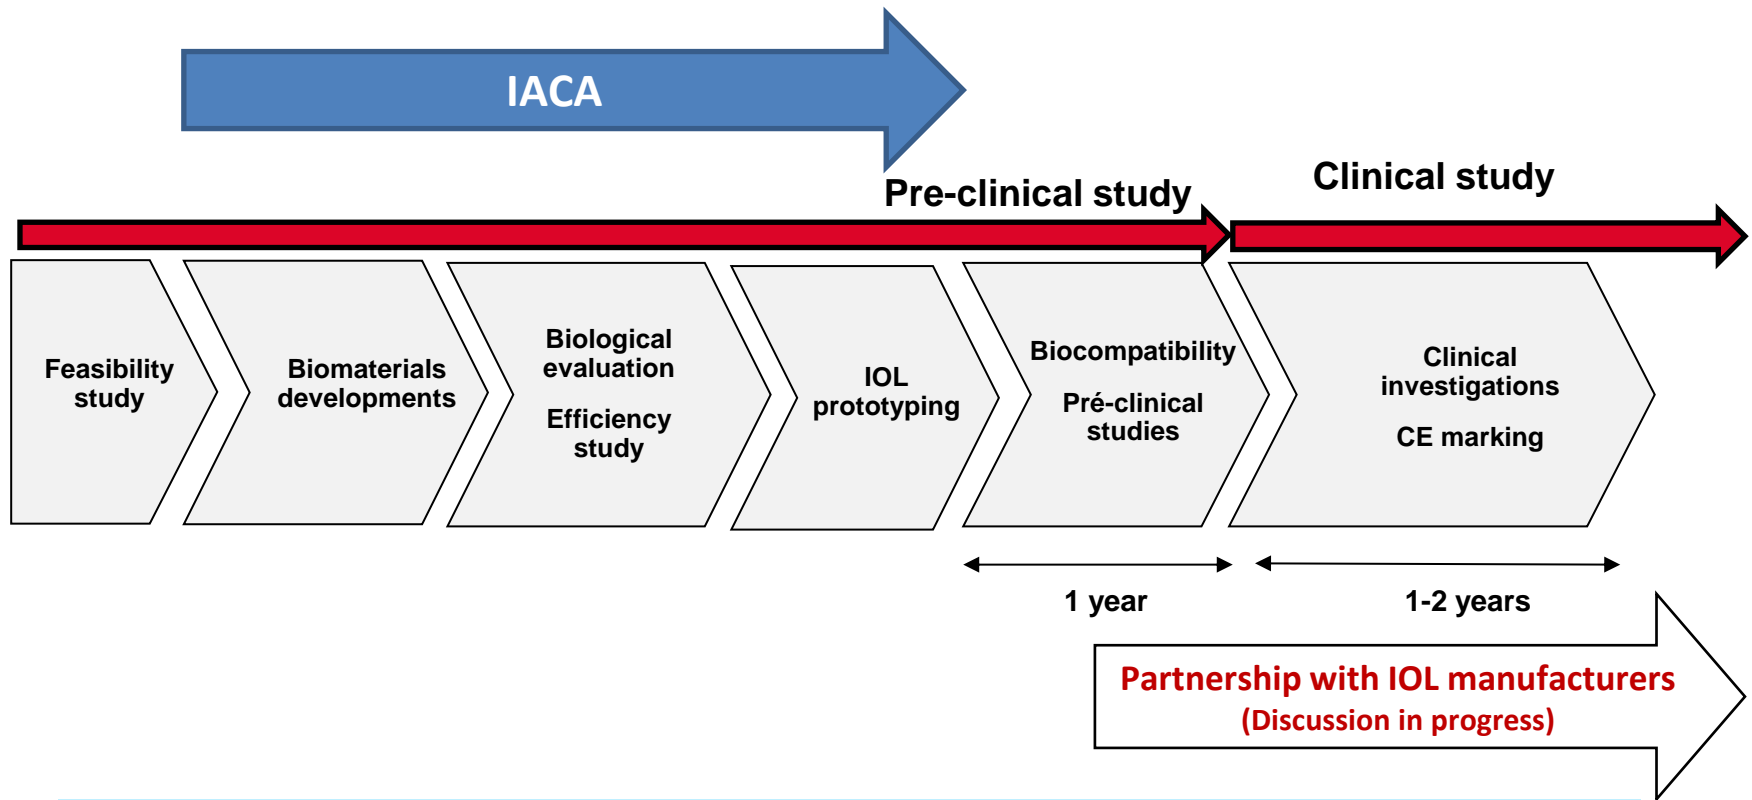 IACA
Pre-clinical study
Clinical study
Feasibility
study
Biomaterials
developments
Biological
evaluation
Efficiency
study
IOL
prototyping
Biocompatibility
Pré-clinical
studies
Clinical
investigations
CE marking
1 year
1-2 years
Partnership with IOL manufacturers
(Discussion in progress)